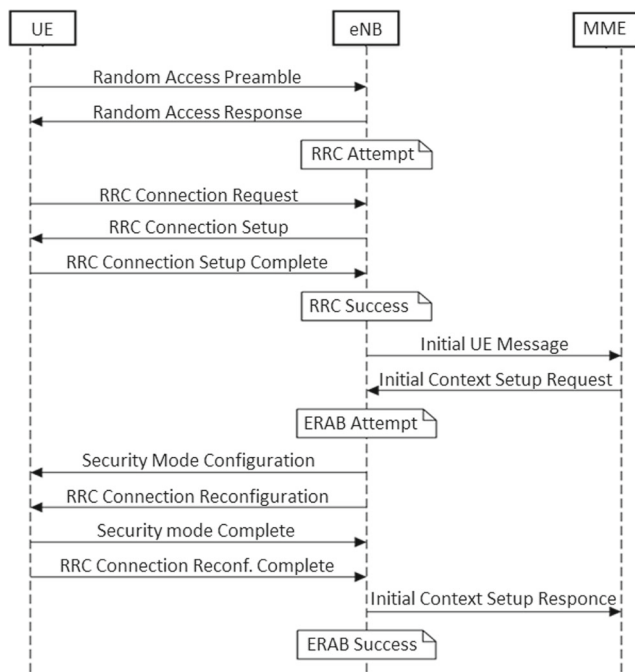 UE eNB MME
Random Access Preamble
Random Access Response
RRC Attempt
RRC Connection Request
RRC Connection Setup
RRC Connection Setup Complete
RRC Success
Initial UE Message
Initial Context Setup Request
ERAB Attempt
Security Mode Configuration
RRC Connection Reconfiguration
Security mode Complete
RRC Connection Reconf. Complete
Initial Context Setup Responce
ERAB Success